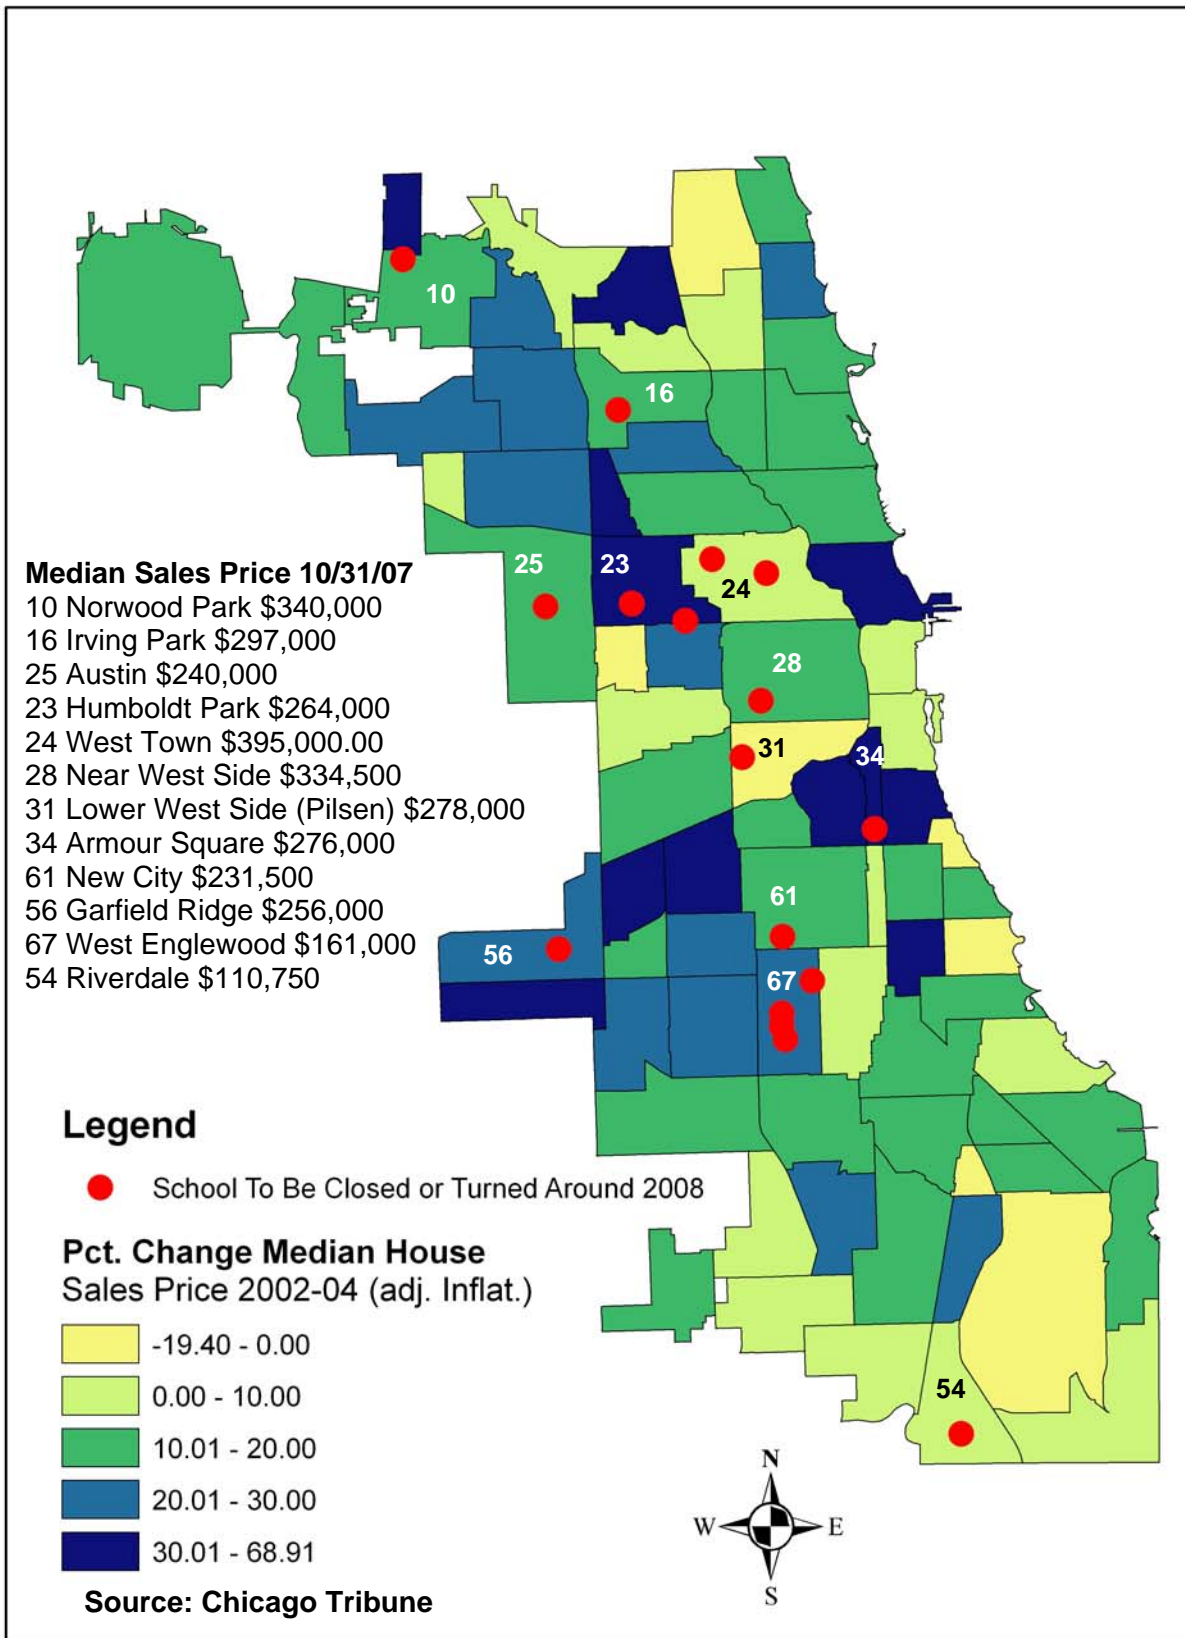 10
16
25
23
24
28
31
34
61
56
67
54
Median Sales Price 10/31/07
10 Norwood Park $340,000
16 Irving Park $297,000
25 Austin $240,000
23 Humboldt Park $264,000
24 West Town $395,000.00
28 Near West Side $334,500
31 Lower West Side (Pilsen) $278,000
34 Armour Square $276,000
61 New City $231,500
56 Garfield Ridge $256,000
67 West Englewood $161,000
54 Riverdale $110,750
Legend
School To Be Closed or Turned Around 2008
Pct. Change Median House
Sales Price 2002-04 (adj. Inflat.)
-19.40 - 0.00
0.00 - 10.00
10.01 - 20.00
20.01 - 30.00
30.01 - 68.91
Source: Chicago Tribune
N
W E
S